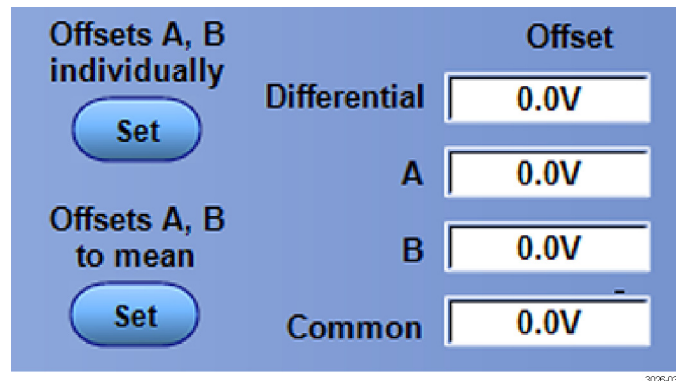 Offsets A, B
individually
Set
Offsets A, B
to mean
Set
Offset
Differential 0.0V
A 0.0V
B 0.0V
Common 0.0V